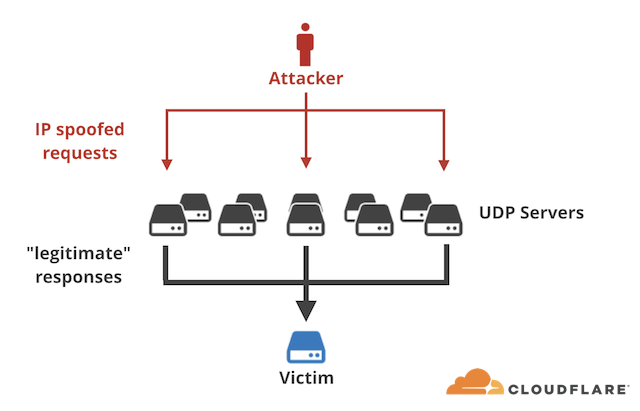 Attacker
IP spoofed
requests
UDP Servers
"legitimate"
responses
Victim
CLOUDFLARE